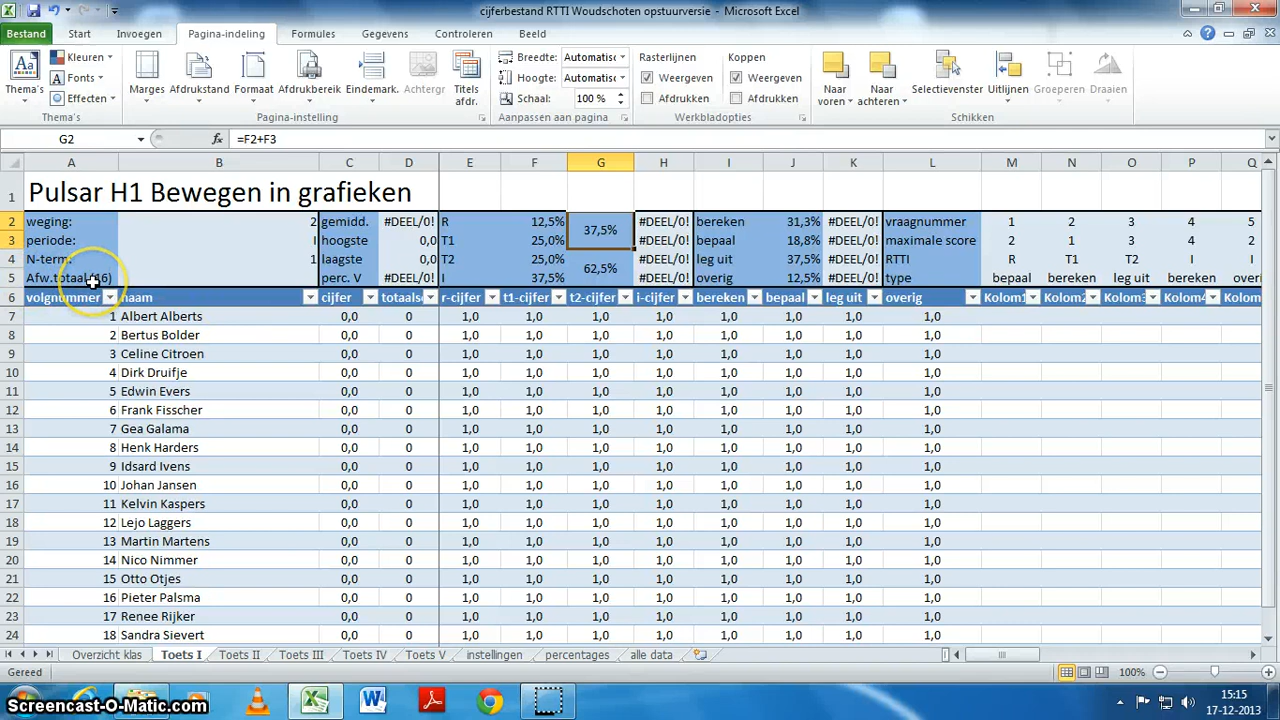 cijferbestand RTTI Woudschoten opstuurversie - Microsoft Excel
Bestand Start Invoegen Pagina-indeling Formules Gegevens Controleren Beeld
Thema's Kleuren Fonts Effecten Marges Afdrukstand Formaat Afdrukbereik Eindemark. Achtergr Titels afdr. Breedte: Automatisc Hoogte: Automatisc Schaal: 100 % Rasterlijnen Weergeven Afdrukken Koppen Weergeven Afdrukken Naar voren Naar achteren Selectievenster Uitlijnen Groeperen Draaien
Thema's Pagina-instelling Aanpassen aan pagina Werkbladopties Schikken
G2 fx =F2+F3
A B C D E F G H I J K L M N O P Q
1 Pulsar H1 Bewegen in grafieken
2 weging: 2 gemidd. #DEEL/0! R 12,5% 37,5% #DEEL/0! bereken 31,3% #DEEL/0! vraagnummer 1 2 3 4 5
3 periode: I hoogste 0,0 T1 25,0% #DEEL/0! bepaal 18,8% #DEEL/0! maximale score 2 1 3 4 2
4 N-term: 1 laagste 0,0 T2 25,0% 62,5% #DEEL/0! leg uit 37,5% #DEEL/0! RTTI R T1 T2 I I
5 Afw.totaal (16) perc. V #DEEL/0! I 37,5% #DEEL/0! overig 12,5% #DEEL/0! type bepaal bereken leg uit bereken overi
6 volgnummer naam cijfer totaals r-cijfer t1-cijfer t2-cijfer i-cijfer bereken bepaal leg uit overig Kolom1 Kolom2 Kolom3 Kolom4 Kolom
7 1 Albert Alberts 0,0 0 1,0 1,0 1,0 1,0 1,0 1,0 1,0 1,0
8 2 Bertus Bolder 0,0 0 1,0 1,0 1,0 1,0 1,0 1,0 1,0 1,0
9 3 Celine Citroen 0,0 0 1,0 1,0 1,0 1,0 1,0 1,0 1,0 1,0
10 4 Dirk Druifje 0,0 0 1,0 1,0 1,0 1,0 1,0 1,0 1,0 1,0
11 5 Edwin Evers 0,0 0 1,0 1,0 1,0 1,0 1,0 1,0 1,0 1,0
12 6 Frank Fisscher 0,0 0 1,0 1,0 1,0 1,0 1,0 1,0 1,0 1,0
13 7 Gea Galama 0,0 0 1,0 1,0 1,0 1,0 1,0 1,0 1,0 1,0
14 8 Henk Harders 0,0 0 1,0 1,0 1,0 1,0 1,0 1,0 1,0 1,0
15 9 Idsard Ivens 0,0 0 1,0 1,0 1,0 1,0 1,0 1,0 1,0 1,0
16 10 Johan Jansen 0,0 0 1,0 1,0 1,0 1,0 1,0 1,0 1,0 1,0
17 11 Kelvin Kaspers 0,0 0 1,0 1,0 1,0 1,0 1,0 1,0 1,0 1,0
18 12 Lejo Laggers 0,0 0 1,0 1,0 1,0 1,0 1,0 1,0 1,0 1,0
19 13 Martin Martens 0,0 0 1,0 1,0 1,0 1,0 1,0 1,0 1,0 1,0
20 14 Nico Nimmer 0,0 0 1,0 1,0 1,0 1,0 1,0 1,0 1,0 1,0
21 15 Otto Otjes 0,0 0 1,0 1,0 1,0 1,0 1,0 1,0 1,0 1,0
22 16 Pieter Palsma 0,0 0 1,0 1,0 1,0 1,0 1,0 1,0 1,0 1,0
23 17 Renee Rijker 0,0 0 1,0 1,0 1,0 1,0 1,0 1,0 1,0 1,0
24 18 Sandra Sievert 0,0 0 1,0 1,0 1,0 1,0 1,0 1,0 1,0 1,0
Overzicht klas Toets I Toets II Toets III Toets IV Toets V instellingen percentages alle data
Gereed 100%
15:15
Screencast-O-Matic.com 17-12-2013